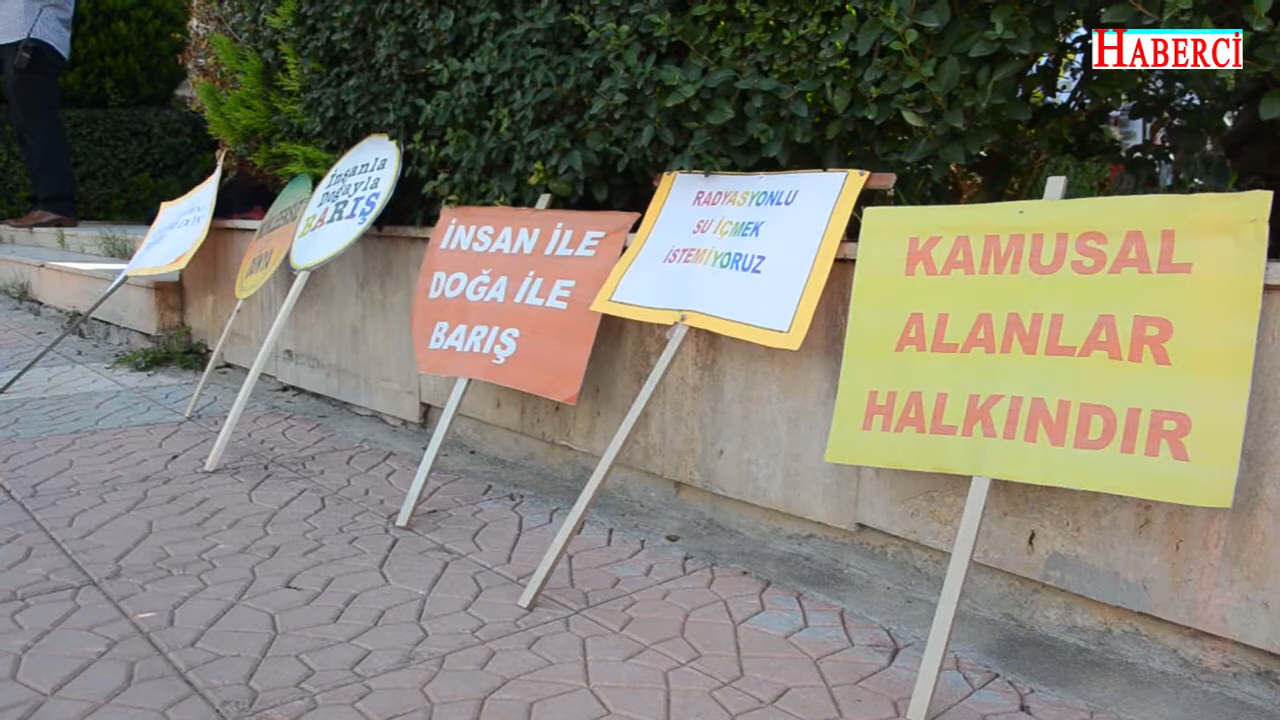 HABERCİ
İnsanla
Doğayla
BARIŞ
İNSAN İLE
DOĞA İLE
BARIŞ
RADYASYONLU
SU İÇMEK
İSTEMİYORUZ
KAMUSAL
ALANLAR
HALKINDIR